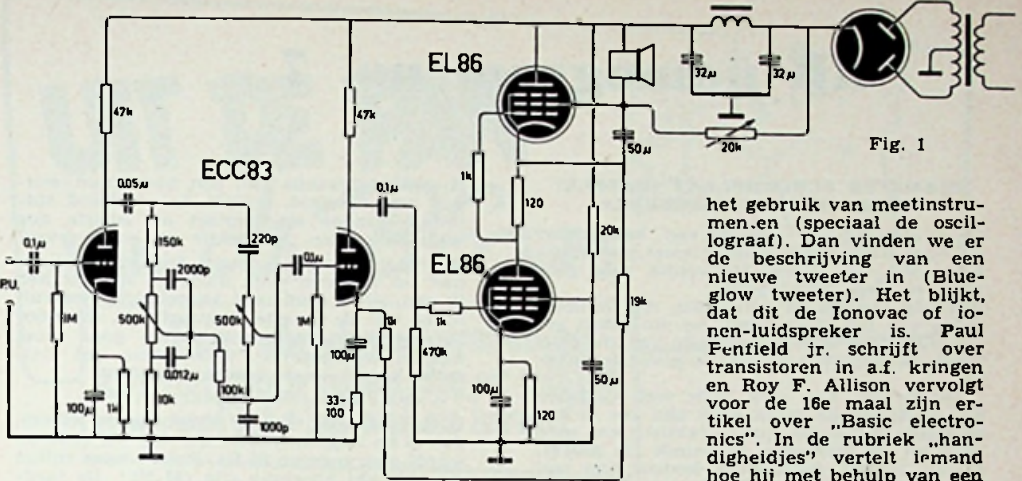 EL86
32µ
32µ
47k
47k
20k
Fig. 1
ECC83
50µ
0,05µ
0,1µ
1k
120
0,1µ
150k
220p
EL86
20k
2000p
P.U.
1M
500k
500k
1M
1k
19k
100µ
1k
470k
0,012µ
100k
100µ
1k
10k
33-
100
1000p
100µ
120
50µ
het gebruik van meetinstru-
men.en (speciaal de oscil-
lograaf). Dan vinden we er
de beschrijving van een
nieuwe tweeter in (Blue-
glow tweeter). Het blijkt,
dat dit de Ionovac of io-
nen-luidspreker is. Paul
Penfield jr. schrijft over
transistoren in a.f. kringen
en Roy F. Allison vervolgt
voor de 16e maal zijn er-
tikel over „Basic electro-
nics". In de rubriek „han-
digheidjes" vertelt iemand
hoe hij met behulp van een